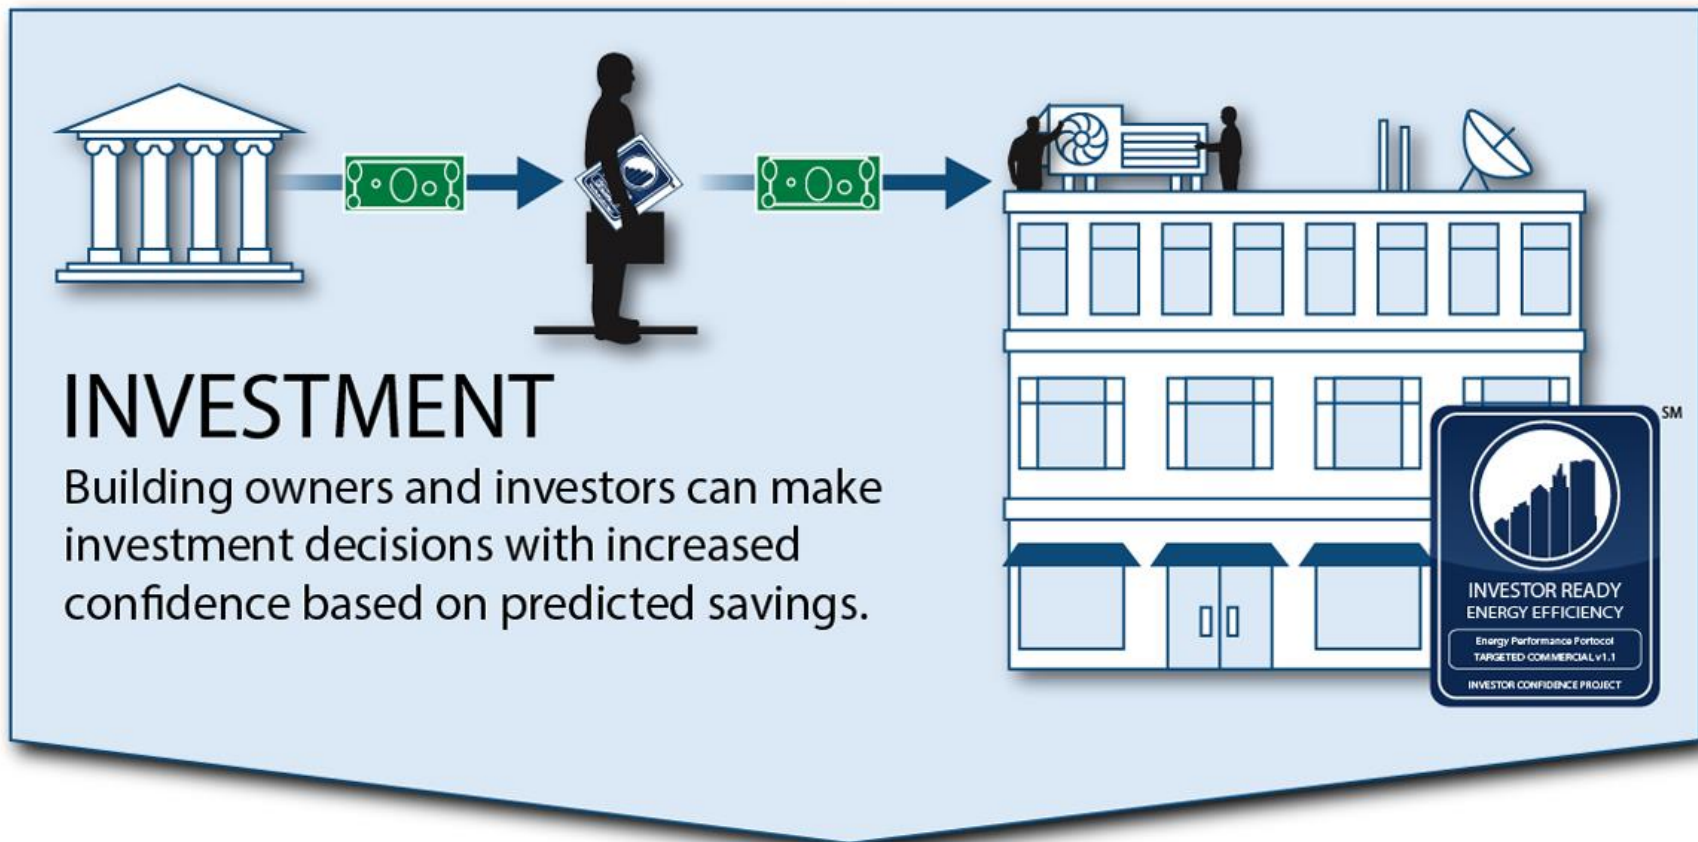 INVESTMENT
Building owners and investors can make
investment decisions with increased
confidence based on predicted savings.
SM
INVESTOR READY
ENERGY EFFICIENCY
Energy Performance Portocol
TARGETED COMMERCIAL v1.1
INVESTOR CONFIDENCE PROJECT